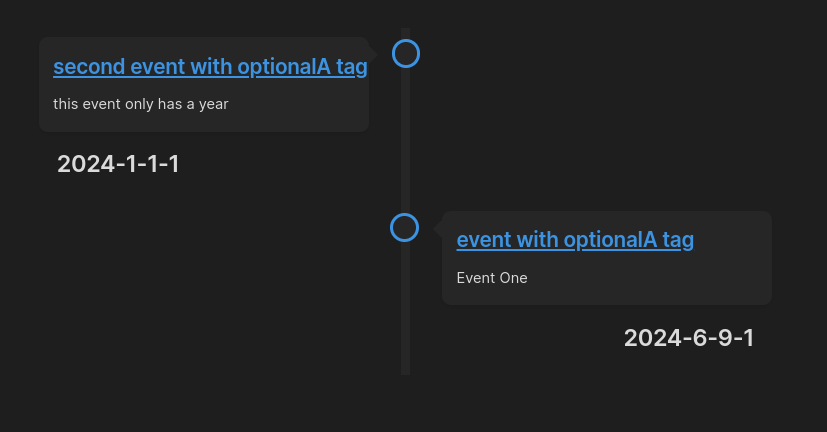 second event with optionalA tag
this event only has a year
2024-1-1-1
event with optionalA tag
Event One
2024-6-9-1